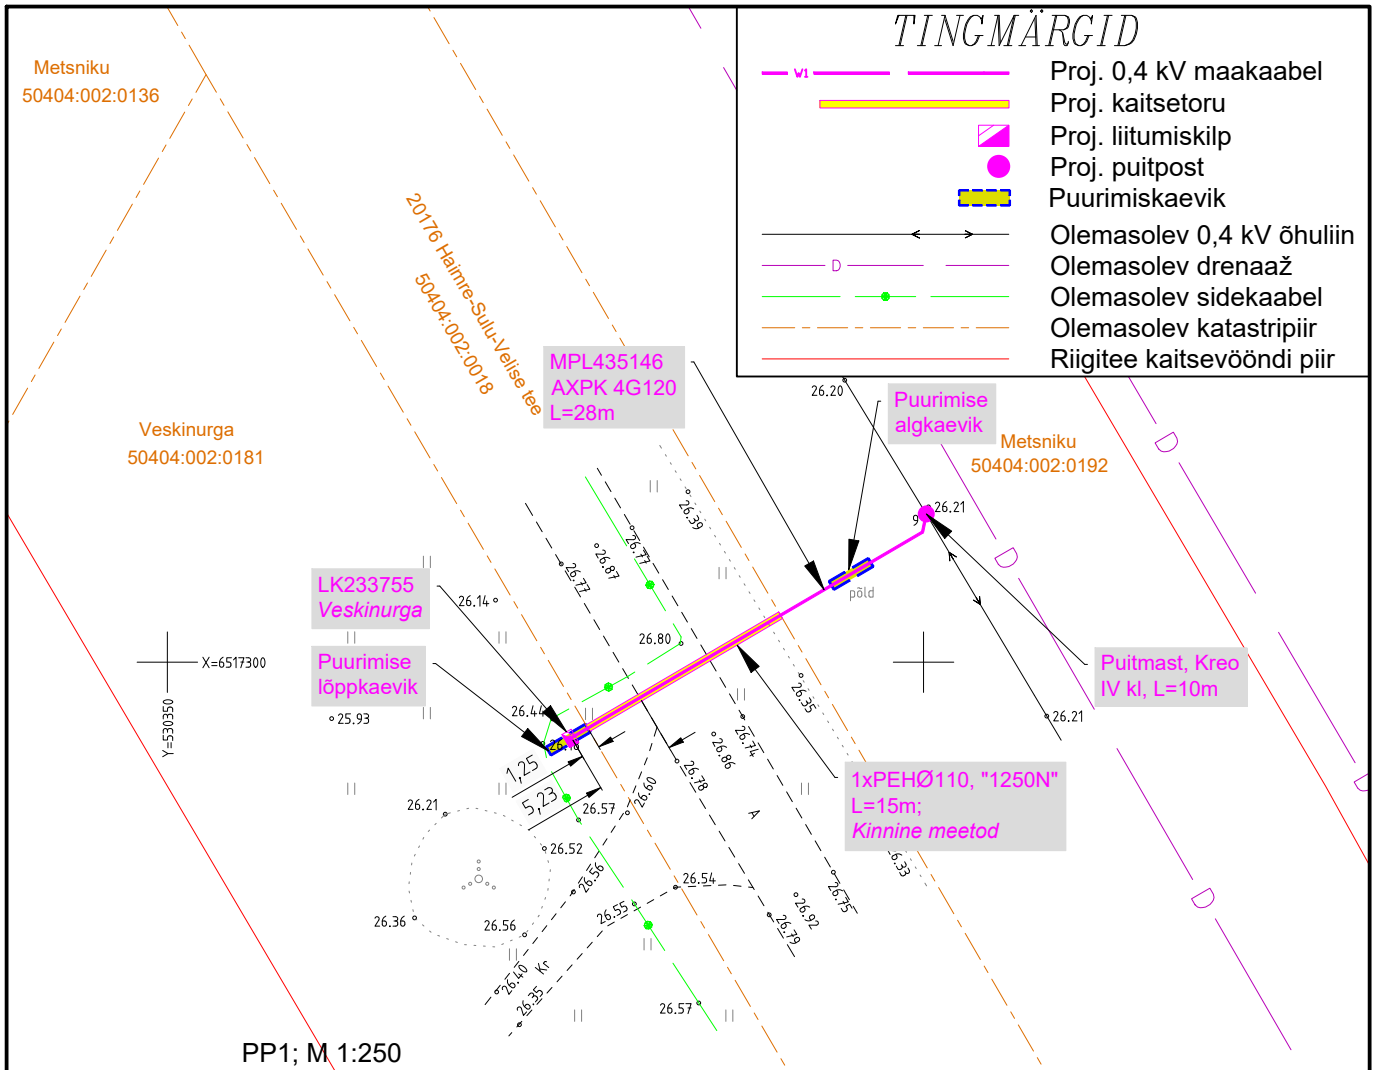 TINGMÄRGID
W1
Proj. 0,4 kV maakaabel
Proj. kaitsetoru
Proj. liitumiskilp
Proj. puitpost
Puurimiskaevik
Olemasolev 0,4 kV õhuliin
D
Olemasolev drenaaž
Olemasolev sidekaabel
Olemasolev katastripiir
Riigitee kaitsevööndi piir
Metsniku
50404:002:0136
20176 Haimre-Sulu-Velise tee
50404:002:0018
Veskinurga
50404:002:0181
MPL435146
AXPK 4G120
L=28m
26.20
Puurimise
algkaevik
Metsniku
50404:002:0192
D
D
D
D
26.21
9
26.39
26.77
26.87
26.77
põld
LK233755
Veskinurga
26.14
26.80
X=6517300
Y=530350
Puurimise
lõppkaevik
25.93
26.44
26.35
Puitmast, Kreo
IV kl, L=10m
26.21
26.74
26.86
26.78
1,25
5,23
26.60
26.57
A
1xPEHØ110, "1250N"
L=15m;
Kinnine meetod
26.33
26.21
26.52
26.56
26.54
26.75
26.92
26.79
26.55
26.36
26.56
26.40
Kr
26.35
26.57
PP1; M 1:250